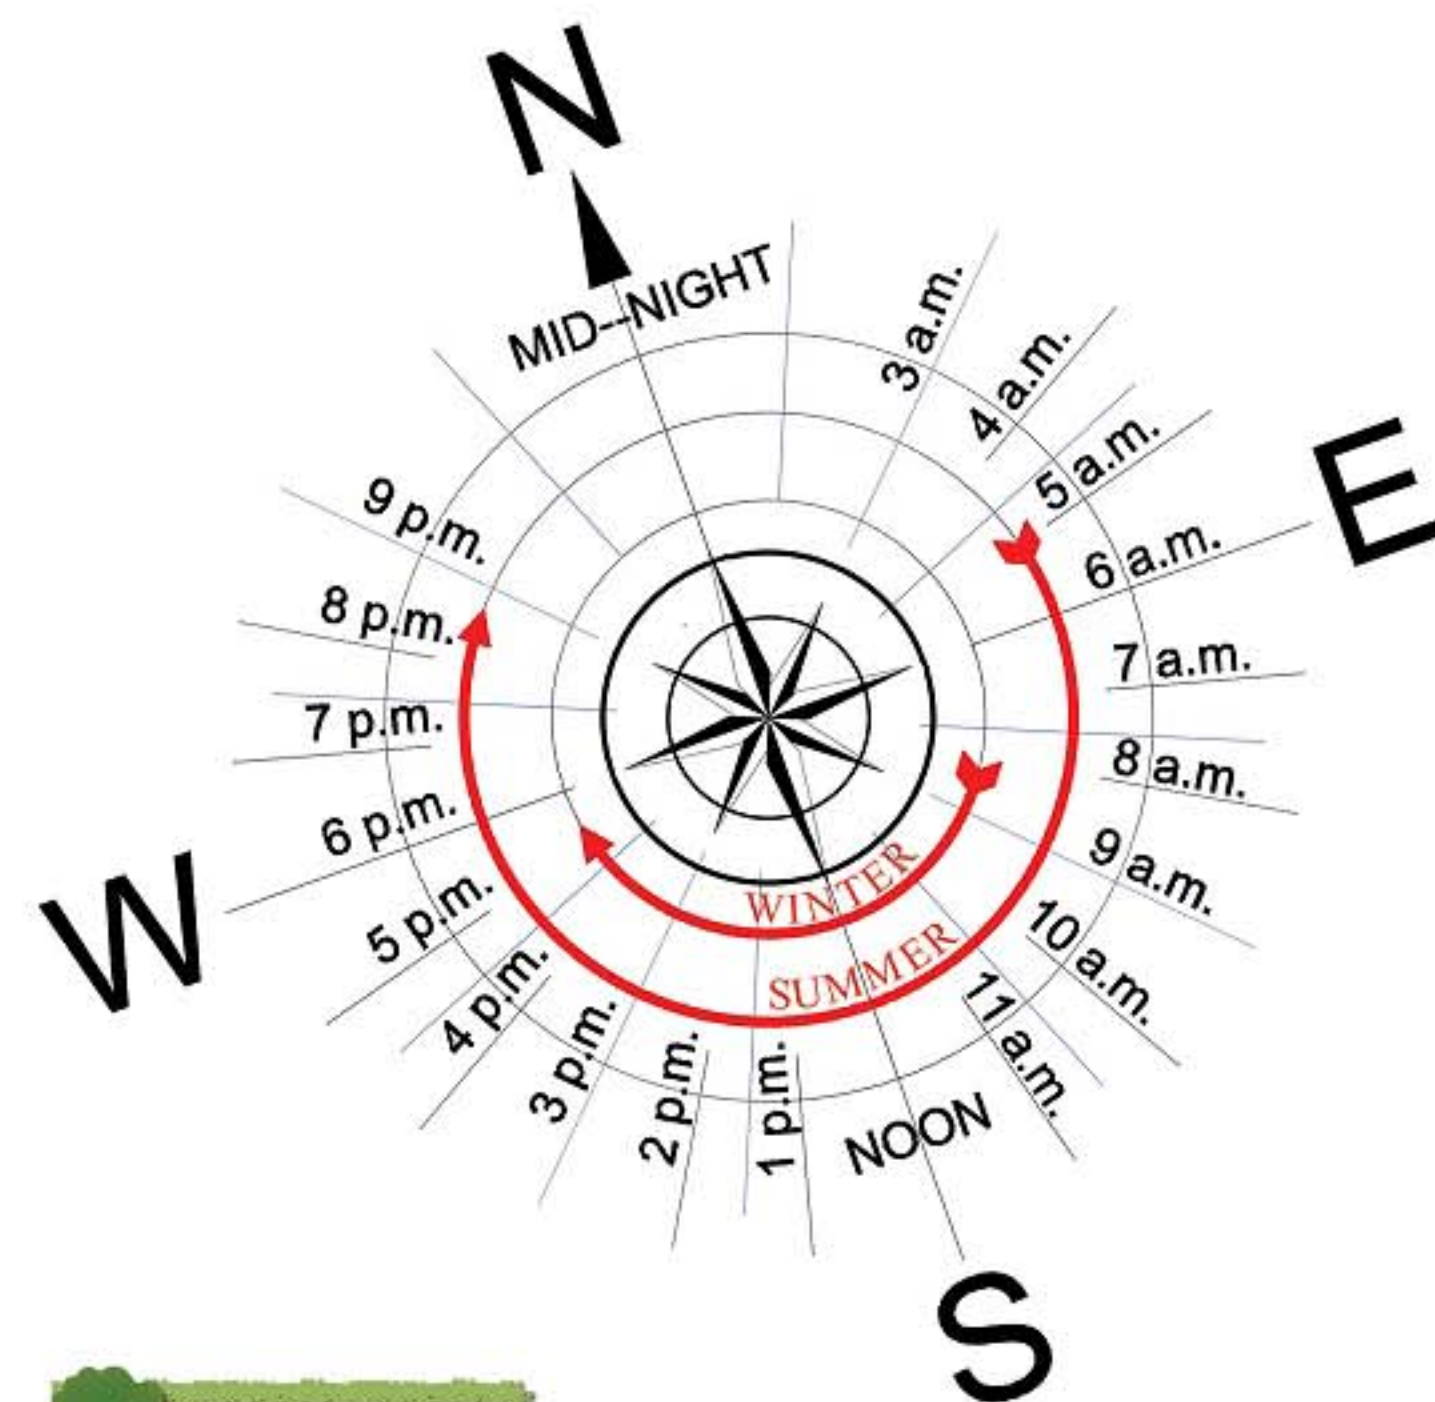 N
MID--NIGHT
3 a.m.
4 a.m.
5 a.m.
E
6 a.m.
7 a.m.
8 a.m.
9 a.m.
10 a.m.
11 a.m.
NOON
S
1 p.m.
2 p.m.
3 p.m.
4 p.m.
5 p.m.
W
6 p.m.
7 p.m.
8 p.m.
9 p.m.
WINTER
SUMMER